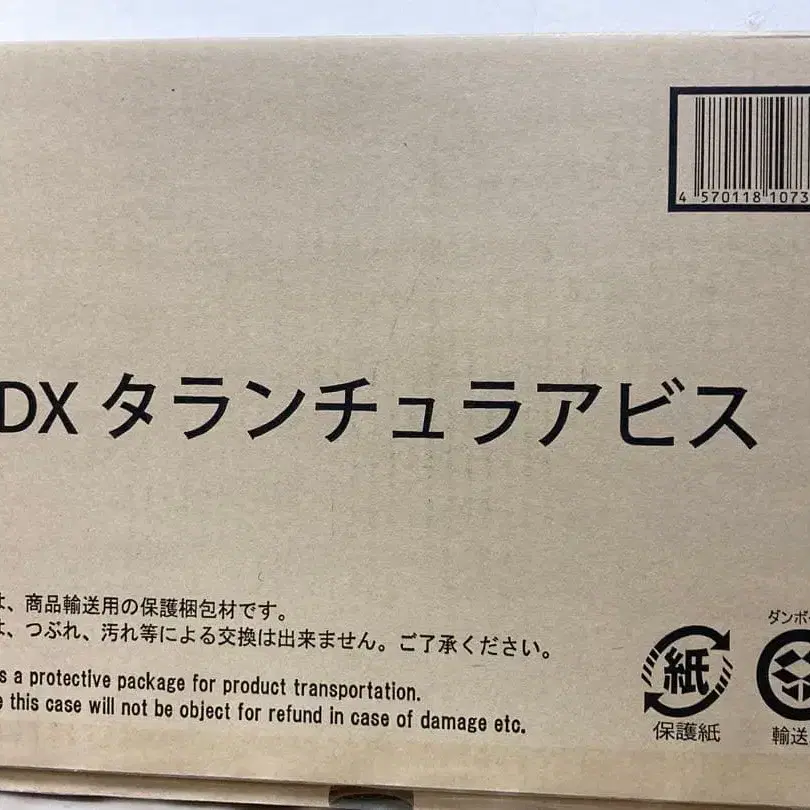 4 570118 1073
DX タランチュラアビス
は、商品輸送用の保護梱包材です。
は、つぶれ、汚れ等による交換は出来ません。ご了承ください。
s a protective package for product transportation.
e this case will not be object for refund in case of damage etc.
紙
保護紙
ダンボ
輸送